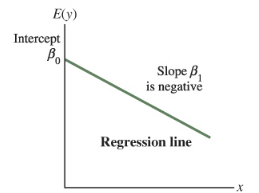 E(y)
Intercept
β₀
Slope β₁
is negative
Regression line
x